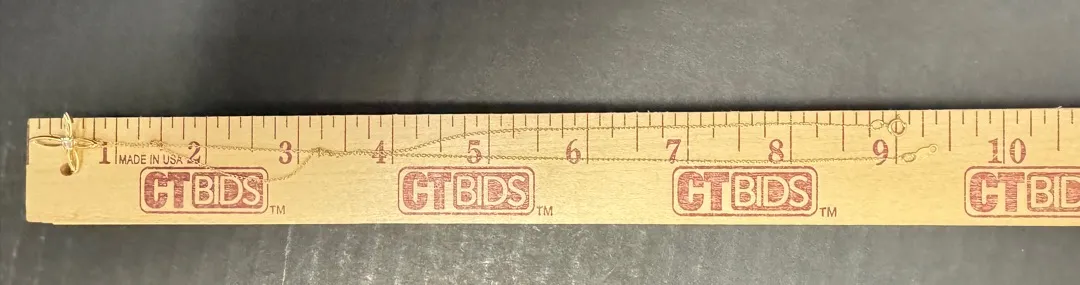 1 2 3 4 5 6 7 8 9 10
MADE IN USA
CTBIDS TM
CTBIDS TM
CTBIDS TM
CTBID